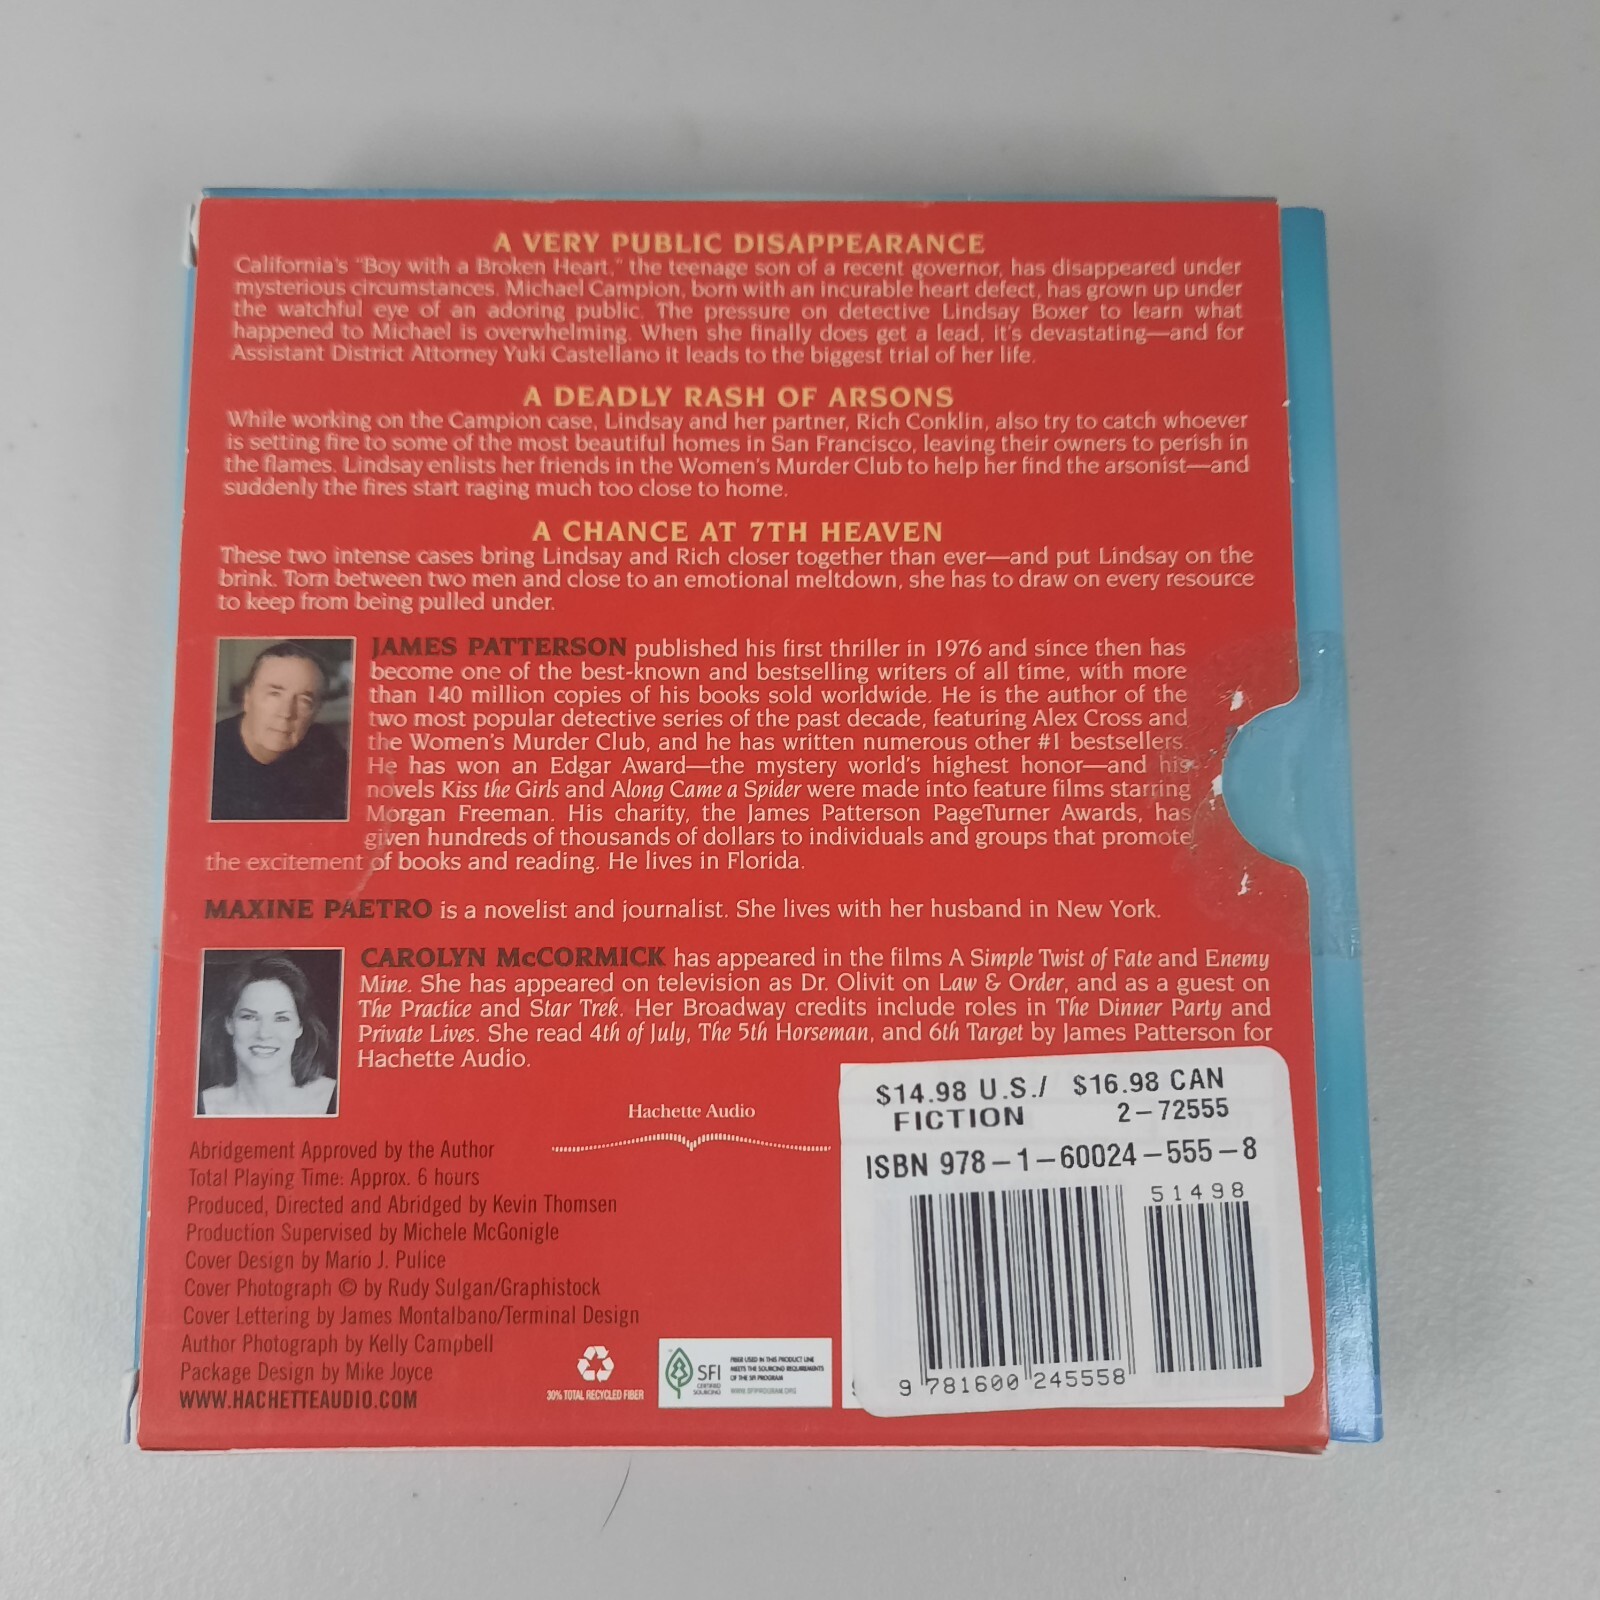 A VERY PUBLIC DISAPPEARANCE
California's "Boy with a Broken Heart," the teenage son of a recent governor, has disappeared under
mysterious circumstances. Michael Campion, born with an incurable heart defect, has grown up under
the watchful eye of an adoring public. The pressure on detective Lindsay Boxer to learn what
happened to Michael is overwhelming. When she finally does get a lead, it's devastating—and for
Assistant District Attorney Yuki Castellano it leads to the biggest trial of her life.
A DEADLY RASH OF ARSONS
While working on the Campion case, Lindsay and her partner, Rich Conklin, also try to catch whoever
is setting fire to some of the most beautiful homes in San Francisco, leaving their owners to perish in
the flames. Lindsay enlists her friends in the Women's Murder Club to help her find the arsonist—and
suddenly the fires start raging much too close to home.
A CHANCE AT 7TH HEAVEN
These two intense cases bring Lindsay and Rich closer together than ever—and put Lindsay on the
brink. Torn between two men and close to an emotional meltdown, she has to draw on every resource
to keep from being pulled under.
JAMES PATTERSON published his first thriller in 1976 and since then has
become one of the best-known and bestselling writers of all time, with more
than 140 million copies of his books sold worldwide. He is the author of the
two most popular detective series of the past decade, featuring Alex Cross and
the Women's Murder Club, and he has written numerous other #1 bestsellers.
He has won an Edgar Award—the mystery world's highest honor—and his
novels Kiss the Girls and Along Came a Spider were made into feature films starring
Morgan Freeman. His charity, the James Patterson PageTurner Awards, has
given hundreds of thousands of dollars to individuals and groups that promote
the excitement of books and reading. He lives in Florida.
MAXINE PAETRO is a novelist and journalist. She lives with her husband in New York.
CAROLYN McCORMICK has appeared in the films A Simple Twist of Fate and Enemy
Mine. She has appeared on television as Dr. Olivit on Law & Order, and as a guest on
The Practice and Star Trek. Her Broadway credits include roles in The Dinner Party and
Private Lives. She read 4th of July, The 5th Horseman, and 6th Target by James Patterson for
Hachette Audio.
Hachette Audio
Abridgement Approved by the Author
Total Playing Time: Approx. 6 hours
Produced, Directed and Abridged by Kevin Thomsen
Production Supervised by Michele McGonigle
Cover Design by Mario J. Pulice
Cover Photograph © by Rudy Sulgan/Graphistock
Cover Lettering by James Montalbano/Terminal Design
Author Photograph by Kelly Campbell
Package Design by Mike Joyce
WWW.HACHETTEAUDIO.COM
30% TOTAL RECYCLED FIBER
SFI
CERTIFIED
SOURCING
FIBER USED IN THIS PRODUCT LINE
MEETS THE SOURCING REQUIREMENTS
OF THE SFI PROGRAM
WWW.SFIPROGRAM.ORG
$14.98 U.S./ $16.98 CAN
FICTION 2-72555
ISBN 978-1-60024-555-8
51498
9 781600 245558